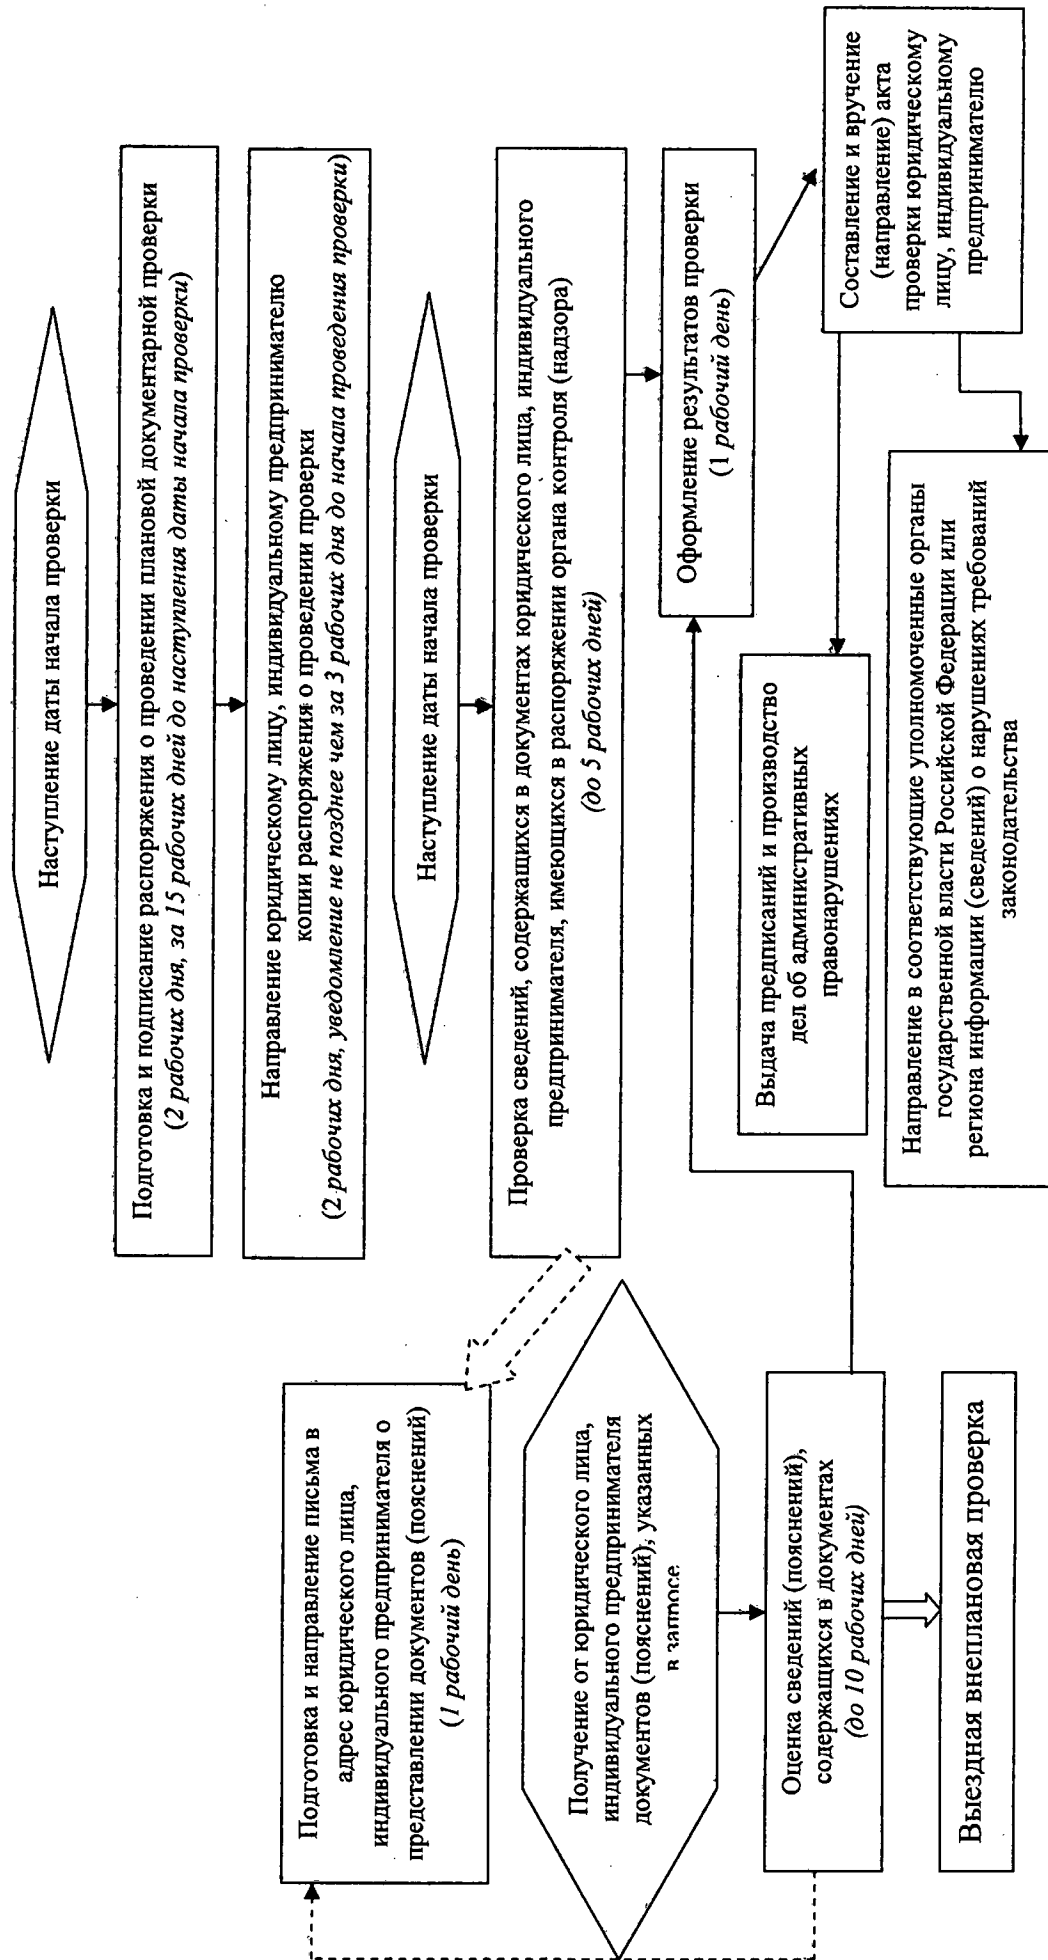 Наступление даты начала проверки
Подготовка и подписание распоряжения о проведении плановой документарной проверки
(2 рабочих дня, за 15 рабочих дней до наступления даты начала проверки)
Направление юридическому лицу, индивидуальному предпринимателю
копии распоряжения о проведении проверки
(2 рабочих дня, уведомление не позднее чем за 3 рабочих дня до начала проведения проверки)
Наступление даты начала проверки
Проверка сведений, содержащихся в документах юридического лица, индивидуального
предпринимателя, имеющихся в распоряжении органа контроля (надзора)
(до 5 рабочих дней)
Подготовка и направление письма в
адрес юридического лица,
индивидуального предпринимателя о
представлении документов (пояснений)
(1 рабочий день)
Получение от юридического лица,
индивидуального предпринимателя
документов (пояснений), указанных
в запросе
Оценка сведений (пояснений),
содержащихся в документах
(до 10 рабочих дней)
Выездная внеплановая проверка
Оформление результатов проверки
(1 рабочий день)
Составление и вручение
(направление) акта
проверки юридическому
лицу, индивидуальному
предпринимателю
Выдача предписаний и производство
дел об административных
правонарушениях
Направление в соответствующие уполномоченные органы
государственной власти Российской Федерации или
региона информации (сведений) о нарушениях требований
законодательства